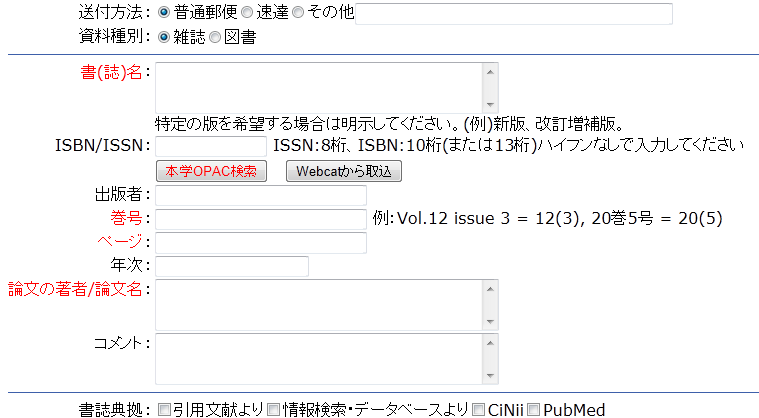 送付方法: 普通郵便 速達 その他
資料種別: 雑誌 図書
書(誌)名:
特定の版を希望する場合は明示してください。(例)新版、改訂増補版。
ISBN/ISSN: ISSN:8桁、ISBN:10桁(または13桁)ハイフンなしで入力してください
本学OPAC検索 Webcatから取込
出版者:
巻号: 例:Vol.12 issue 3 = 12(3), 20巻5号 = 20(5)
ページ:
年次:
論文の著者/論文名:
コメント:
書誌典拠: 引用文献より 情報検索・データベースより CiNii PubMed